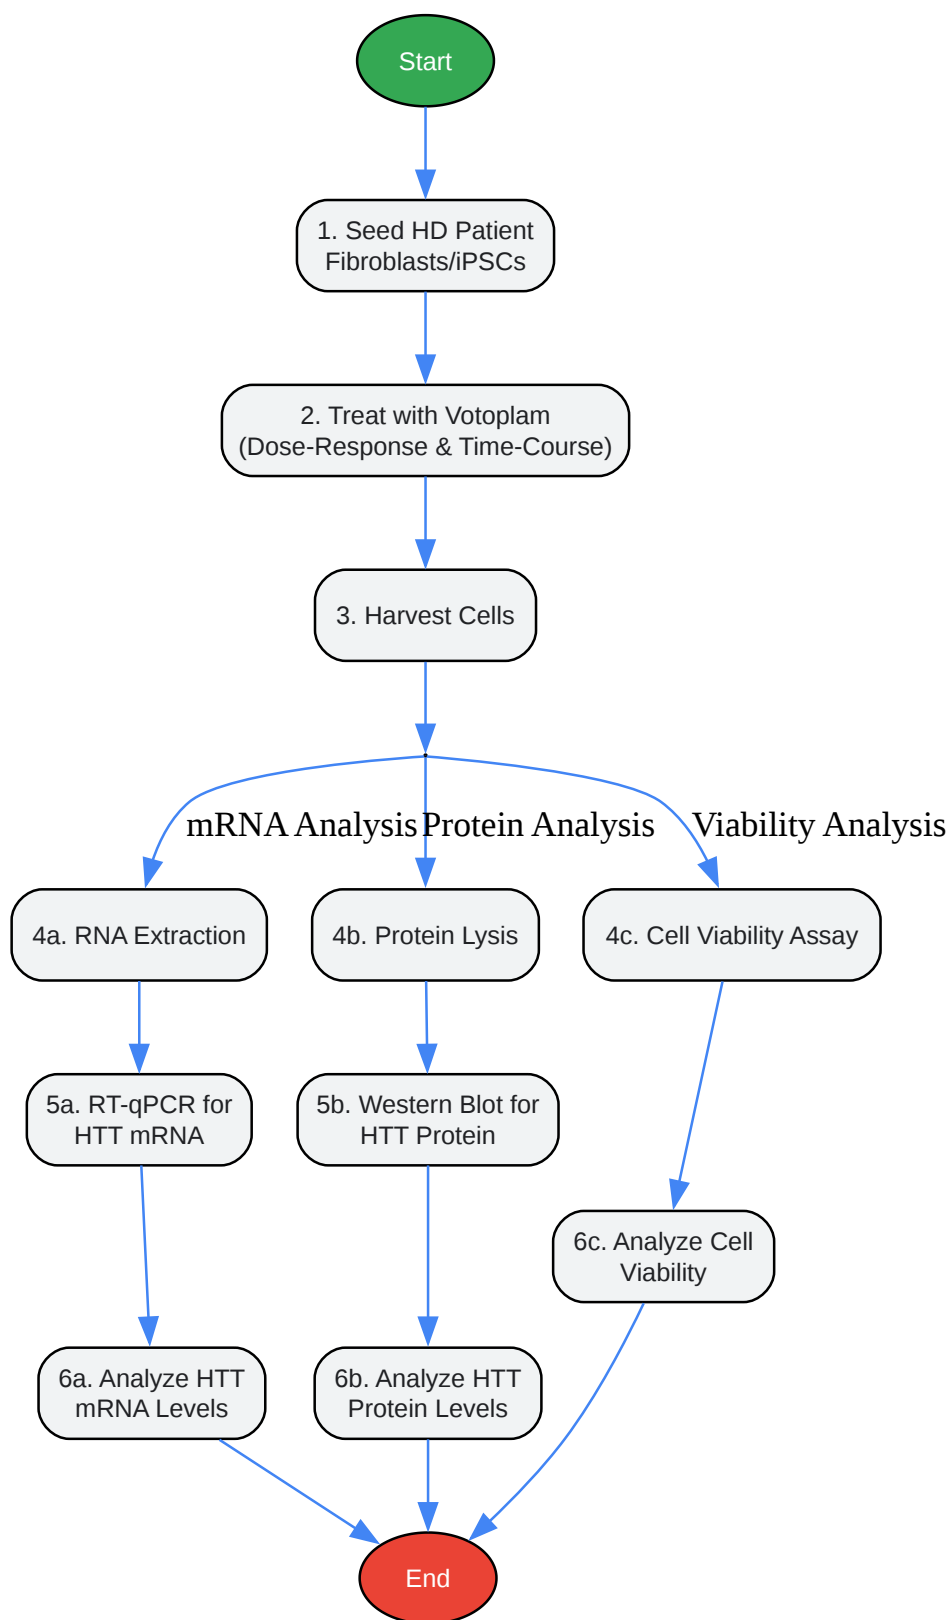 Start
1. Seed HD Patient
Fibroblasts/iPSCs
2. Treat with Votoplam
(Dose-Response & Time-Course)
3. Harvest Cells
mRNA Analysis
Protein Analysis
Viability Analysis
4a. RNA Extraction
4b. Protein Lysis
4c. Cell Viability Assay
5a. RT-qPCR for
HTT mRNA
5b. Western Blot for
HTT Protein
6c. Analyze Cell
Viability
6a. Analyze HTT
mRNA Levels
6b. Analyze HTT
Protein Levels
End